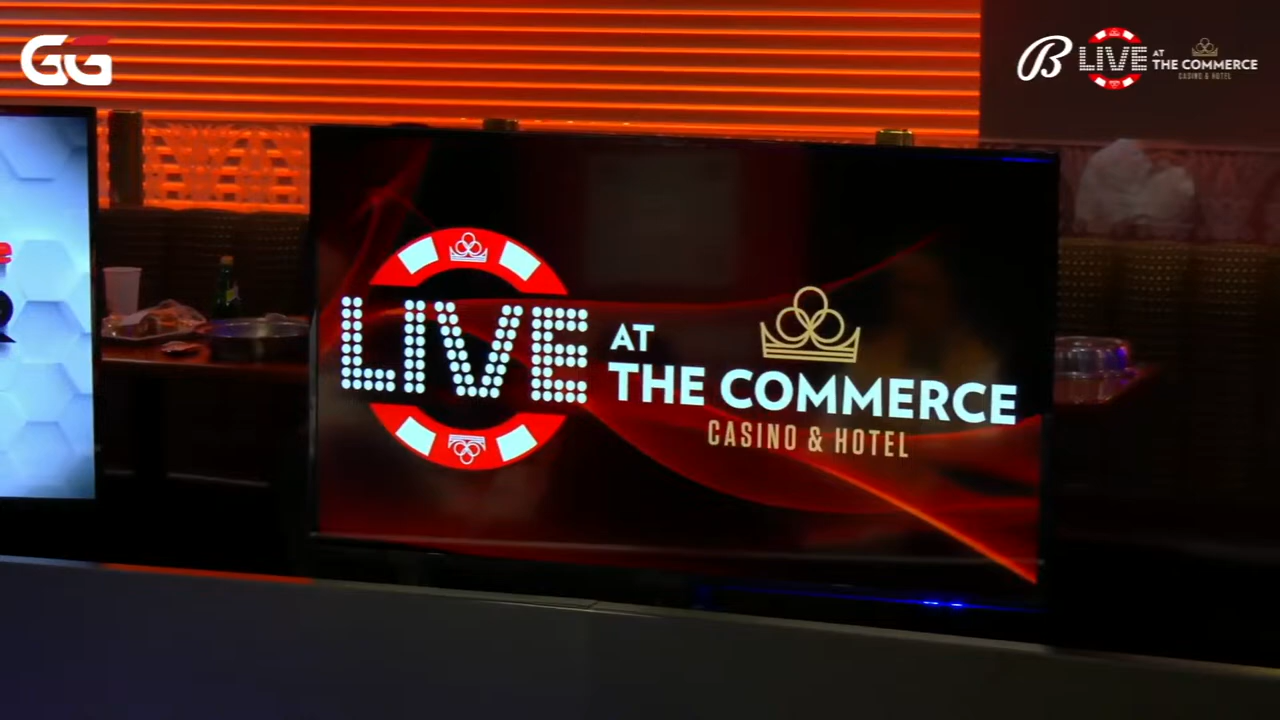 GG
B LIVE AT THE COMMERCE
CASINO & HOTEL
LIVE AT
THE COMMERCE
CASINO & HOTEL